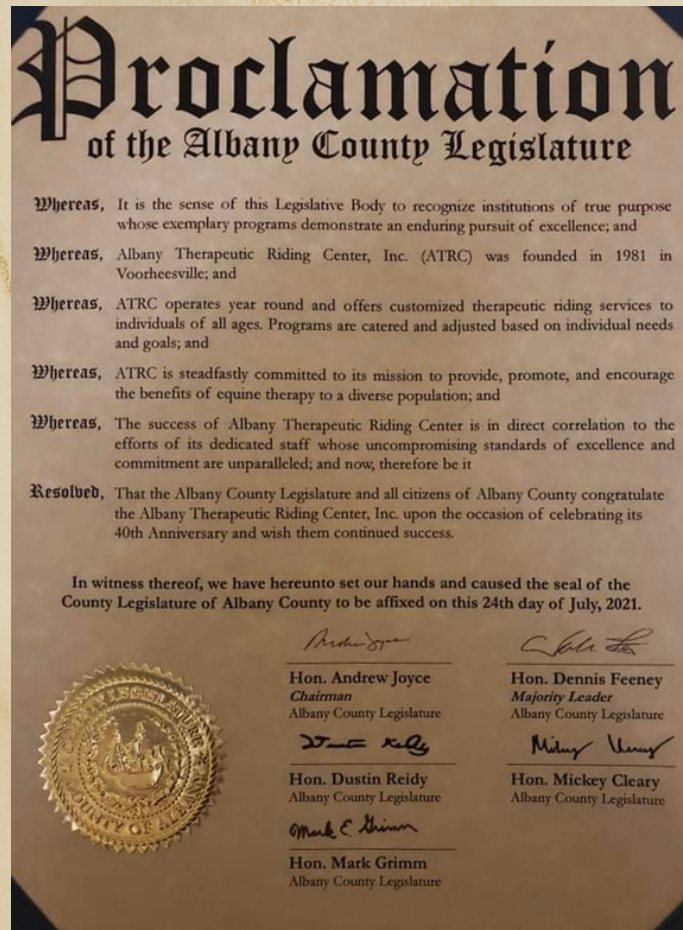 Proclamation
of the Albany County Legislature
Whereas, It is the sense of this Legislative Body to recognize institutions of true purpose
whose exemplary programs demonstrate an enduring pursuit of excellence; and
Whereas, Albany Therapeutic Riding Center, Inc. (ATRC) was founded in 1981 in
Voorheesville; and
Whereas, ATRC operates year round and offers customized therapeutic riding services to
individuals of all ages. Programs are catered and adjusted based on individual needs
and goals; and
Whereas, ATRC is steadfastly committed to its mission to provide, promote, and encourage
the benefits of equine therapy to a diverse population; and
Whereas, The success of Albany Therapeutic Riding Center is in direct correlation to the
efforts of its dedicated staff whose uncompromising standards of excellence and
commitment are unparalleled; and now, therefore be it
Resolved, That the Albany County Legislature and all citizens of Albany County congratulate
the Albany Therapeutic Riding Center, Inc. upon the occasion of celebrating its
40th Anniversary and wish them continued success.
In witness thereof, we have hereunto set our hands and caused the seal of the
County Legislature of Albany County to be affixed on this 24th day of July, 2021.
Hon. Andrew Joyce
Chairman
Albany County Legislature
Hon. Dennis Feeney
Majority Leader
Albany County Legislature
Hon. Dustin Reidy
Albany County Legislature
Hon. Mickey Cleary
Albany County Legislature
Mark E. Grimm
Hon. Mark Grimm
Albany County Legislature
COUNTY LEGISLATURE
COUNTY OF